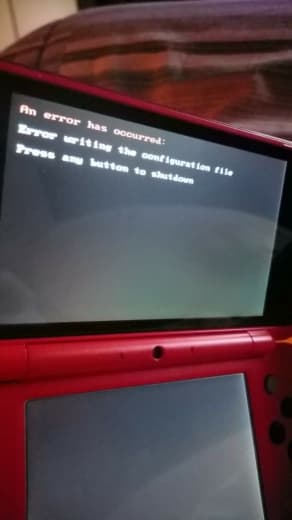 An error has occurred:
Error writing the configuration file
Press any button to shutdown